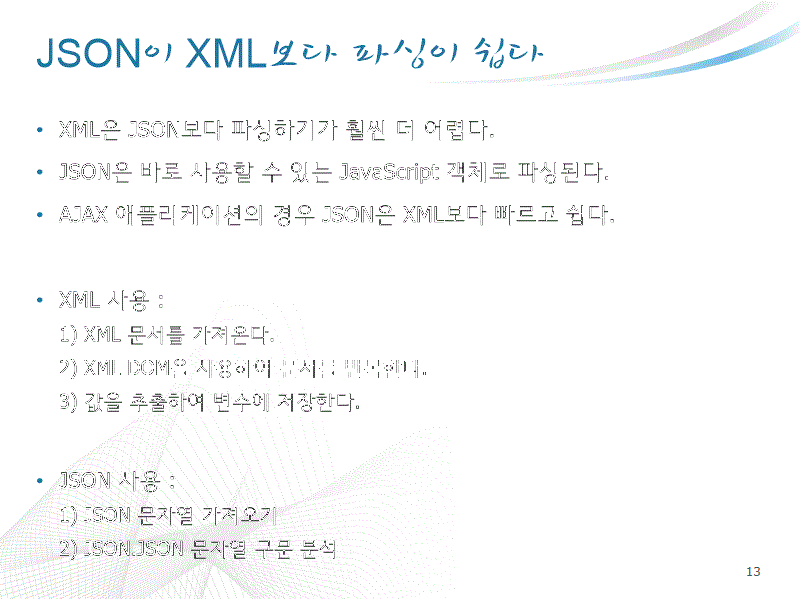 JSON이 XML보다 파싱이 쉽다
• XML은 JSON보다 파싱하기가 훨씬 더 어렵다.
• JSON은 바로 사용할 수 있는 JavaScript 객체로 파싱된다.
• AJAX 애플리케이션의 경우 JSON은 XML보다 빠르고 쉽다.
• XML 사용 :
1) XML 문서를 가져온다.
2) XML DOM을 사용하여 문서를 반복한다.
3) 값을 추출하여 변수에 저장한다.
• JSON 사용 :
1) JSON 문자열 가져오기
2) JSON.JSON 문자열 구문 분석
13